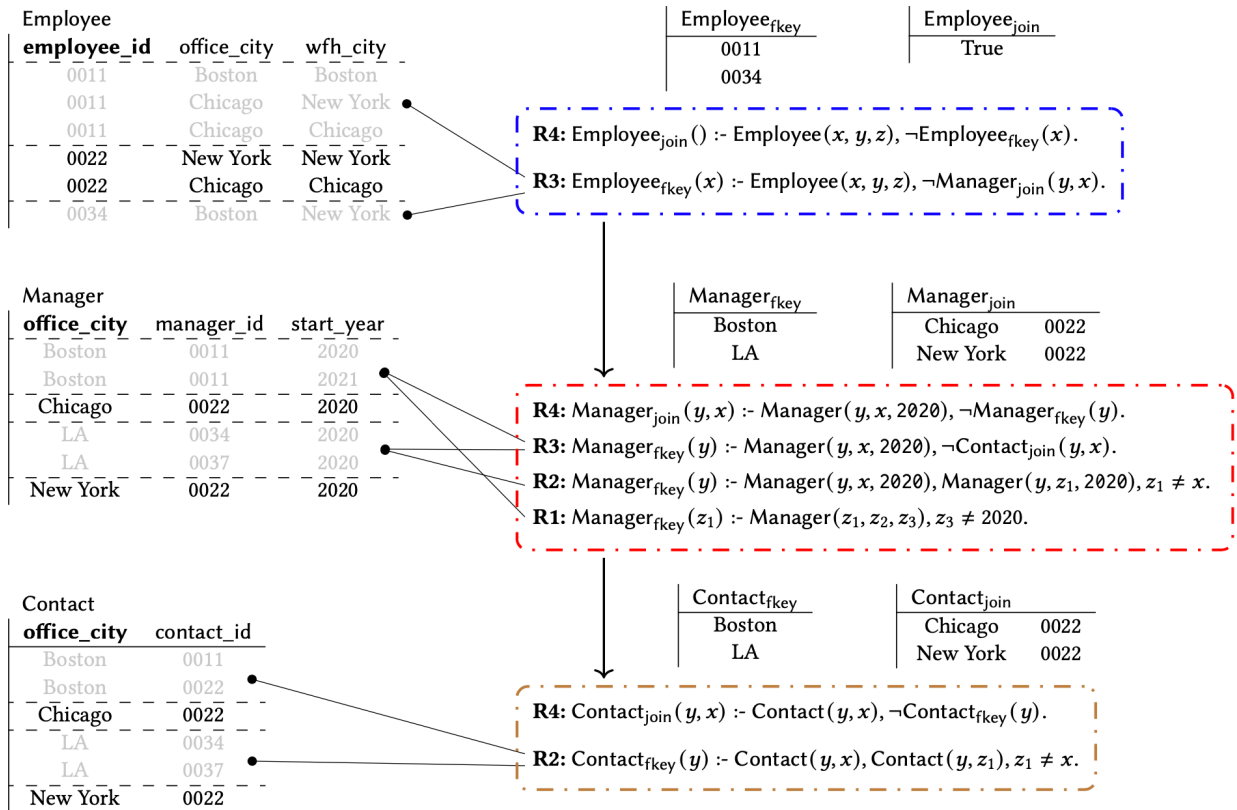 Employee
employee_id office_city wfh_city
0011 Boston Boston
0011 Chicago New York
0011 Chicago Chicago
0022 New York New York
0022 Chicago Chicago
0034 Boston New York
Employee_fkey
0011
0034
Employee_join
True
R4: Employee_join() :- Employee(x, y, z), ¬Employee_fkey(x).
R3: Employee_fkey(x) :- Employee(x, y, z), ¬Manager_join(y, x).
Manager
office_city manager_id start_year
Boston 0011 2020
Boston 0011 2021
Chicago 0022 2020
LA 0034 2020
LA 0037 2020
New York 0022 2020
Manager_fkey
Boston
LA
Manager_join
Chicago 0022
New York 0022
R4: Manager_join(y, x) :- Manager(y, x, 2020), ¬Manager_fkey(y).
R3: Manager_fkey(y) :- Manager(y, x, 2020), ¬Contact_join(y, x).
R2: Manager_fkey(y) :- Manager(y, x, 2020), Manager(y, z₁, 2020), z₁ ≠ x.
R1: Manager_fkey(z₁) :- Manager(z₁, z₂, z₃), z₃ ≠ 2020.
Contact
office_city contact_id
Boston 0011
Boston 0022
Chicago 0022
LA 0034
LA 0037
New York 0022
Contact_fkey
Boston
LA
Contact_join
Chicago 0022
New York 0022
R4: Contact_join(y, x) :- Contact(y, x), ¬Contact_fkey(y).
R2: Contact_fkey(y) :- Contact(y, x), Contact(y, z₁), z₁ ≠ x.